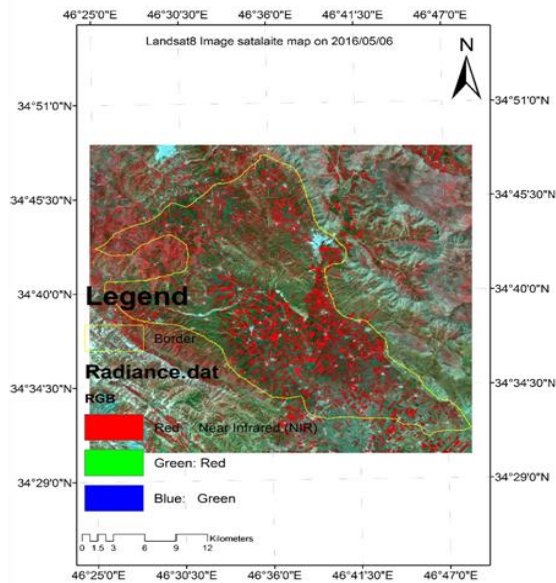 46°25'0"E 46°30'30"E 46°36'0"E 46°41'30"E 46°47'0"E
Landsat8 Image satalaite map on 2016/05/06
N
34°51'0"N 34°51'0"N
34°45'30"N 34°45'30"N
34°40'0"N 34°40'0"N
Legend
Border
34°34'30"N 34°34'30"N
Radiance.dat
RGB
Red Near Infrared (NIR)
Green: Red
34°29'0"N 34°29'0"N
Blue: Green
Kilometers
0 1.5 3 6 9 12
46°25'0"E 46°30'30"E 46°36'0"E 46°41'30"E 46°47'0"E